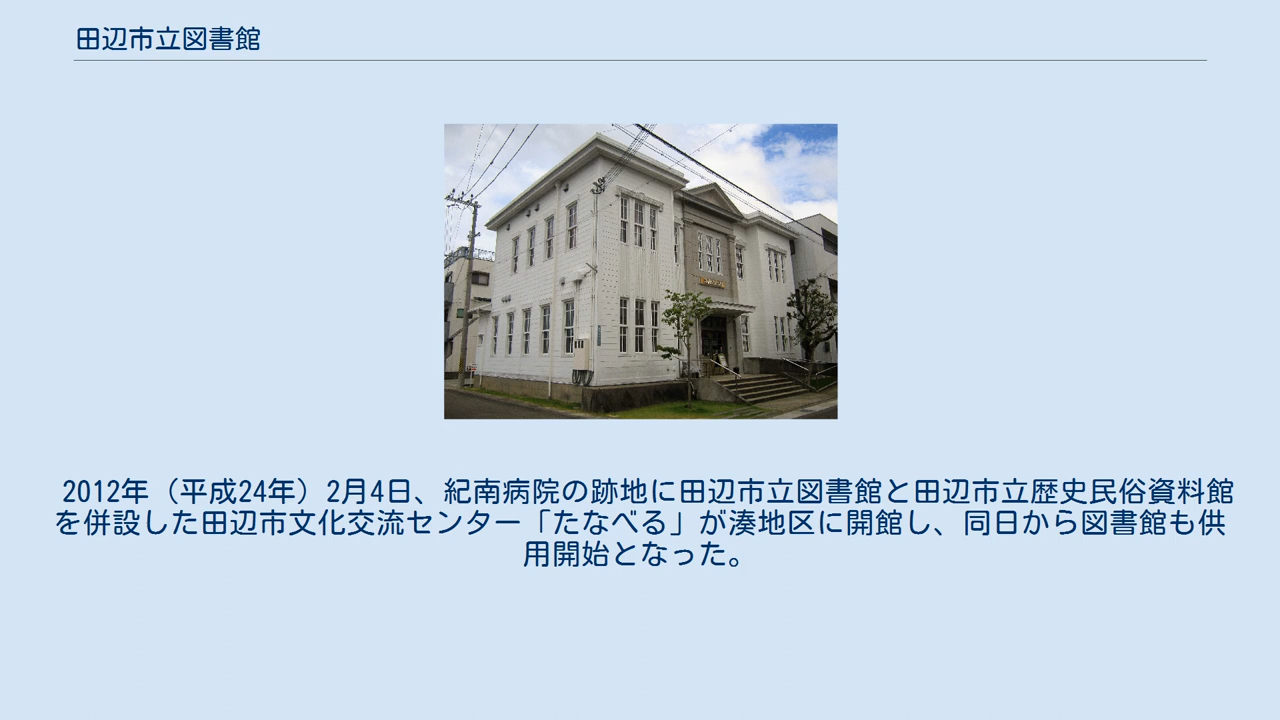 田辺市立図書館
2012年（平成24年）2月4日、紀南病院の跡地に田辺市立図書館と田辺市立歴史民俗資料館
を併設した田辺市文化交流センター「たなべる」が湊地区に開館し、同日から図書館も供
用開始となった。